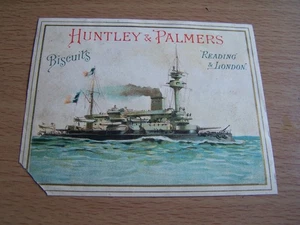 HUNTLEY & PALMERS
Biscuits
READING
& LONDON